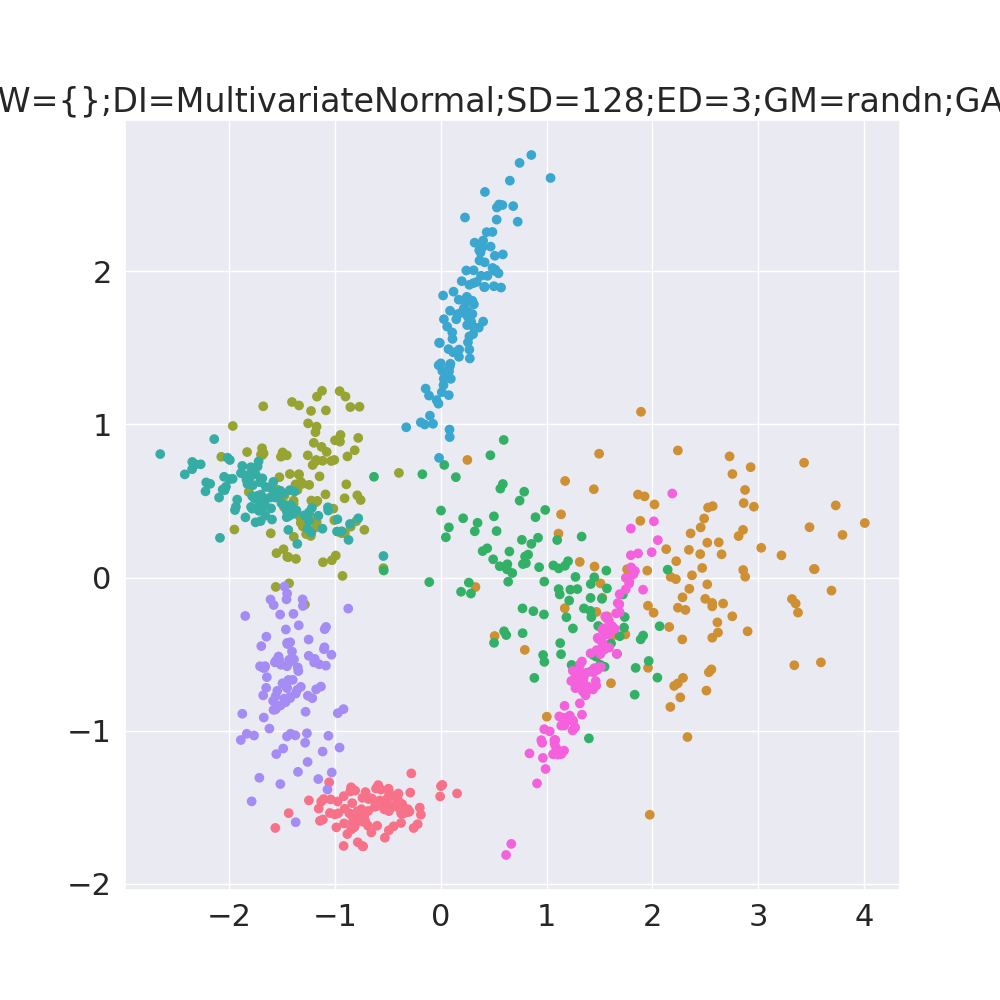 W={};DI=MultivariateNormal;SD=128;ED=3;GM=randn;GA
2
1
0
−1
−2
−2 −1 0 1 2 3 4